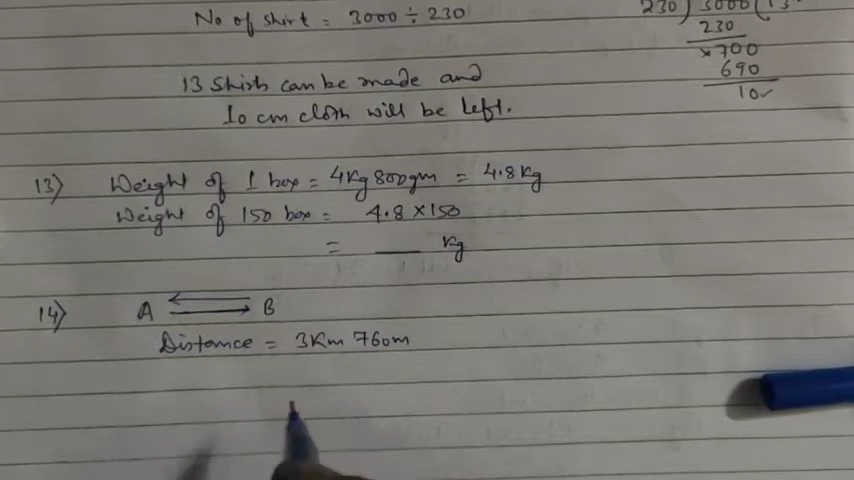 No of shirt = 3000 ÷ 230
230) 3000 (13
230
×700
690
10
13 Shirts can be made and
10 cm cloth will be left.
13) Weight of 1 box = 4Kg 800gm = 4.8 Kg
Weight of 150 box = 4.8 × 150
= ___ Kg
14) A B
Distance = 3Km 760m